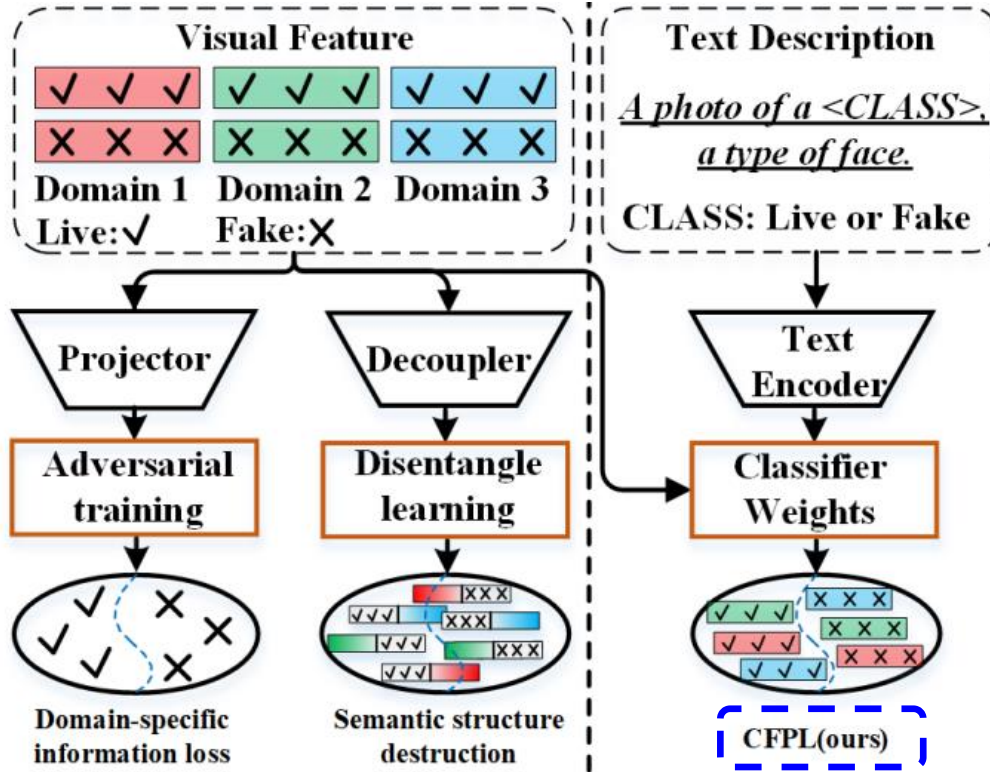 Visual Feature
Domain 1
Domain 2
Domain 3
Live:✓
Fake:✗
Projector
Decoupler
Adversarial
training
Disentangle
learning
Domain-specific
information loss
Semantic structure
destruction
Text Description
A photo of a <CLASS>,
a type of face.
CLASS: Live or Fake
Text
Encoder
Classifier
Weights
CFPL(ours)